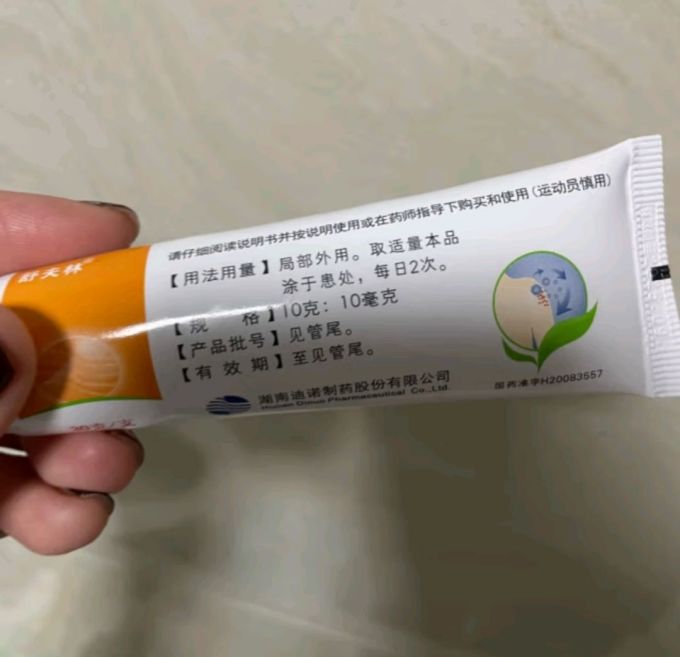 舒夫林
请仔细阅读说明书并按说明使用或在药师指导下购买和使用(运动员慎用)
【用法用量】局部外用。取适量本品
涂于患处，每日2次。
【规 格】10克：10毫克
【产品批号】见管尾。
【有 效 期】至见管尾。
湖南迪诺制药股份有限公司
Hunan Dinuo Pharmaceutical Co.,Ltd.
国药准字H20083557
20克/支